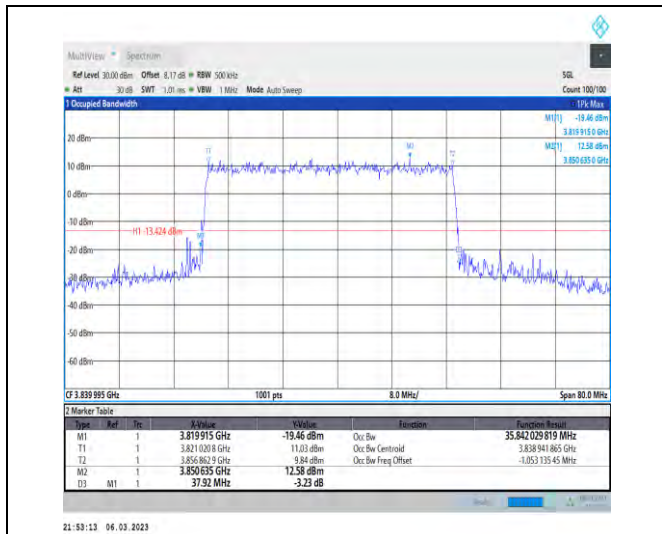 MultiView Spectrum
Ref Level 30.00 dBm Offset 8.17 dB RBW 500 kHz SGL
Att 30 dB SWT 1.01 ms VBW 1 MHz Mode Auto Sweep Count 100/100
1 Occupied Bandwidth 1Pk Max
M1[1] -19.46 dBm
3.819 915 0 GHz
M2[1] 12.58 dBm
3.850 635 0 GHz
20 dBm
T1 M2 T2
10 dBm
0 dBm
-10 dBm
H1 -13.424 dBm
M1
-20 dBm
D3
-30 dBm
-40 dBm
-50 dBm
-60 dBm
CF 3.839 995 GHz 1001 pts 8.0 MHz/ Span 80.0 MHz
2 Marker Table
Type Ref Trc X-Value Y-Value Function Function Result
M1 1 3.819915 GHz -19.46 dBm Occ Bw 35.842 029 819 MHz
T1 1 3.821 020 8 GHz 11.03 dBm Occ Bw Centroid 3.838 941 865 GHz
T2 1 3.856 862 9 GHz 9.84 dBm Occ Bw Freq Offset -1.053 135 45 MHz
M2 1 3.850635 GHz 12.58 dBm
D3 M1 1 37.92 MHz -3.23 dB
21:53:13 06.03.2023